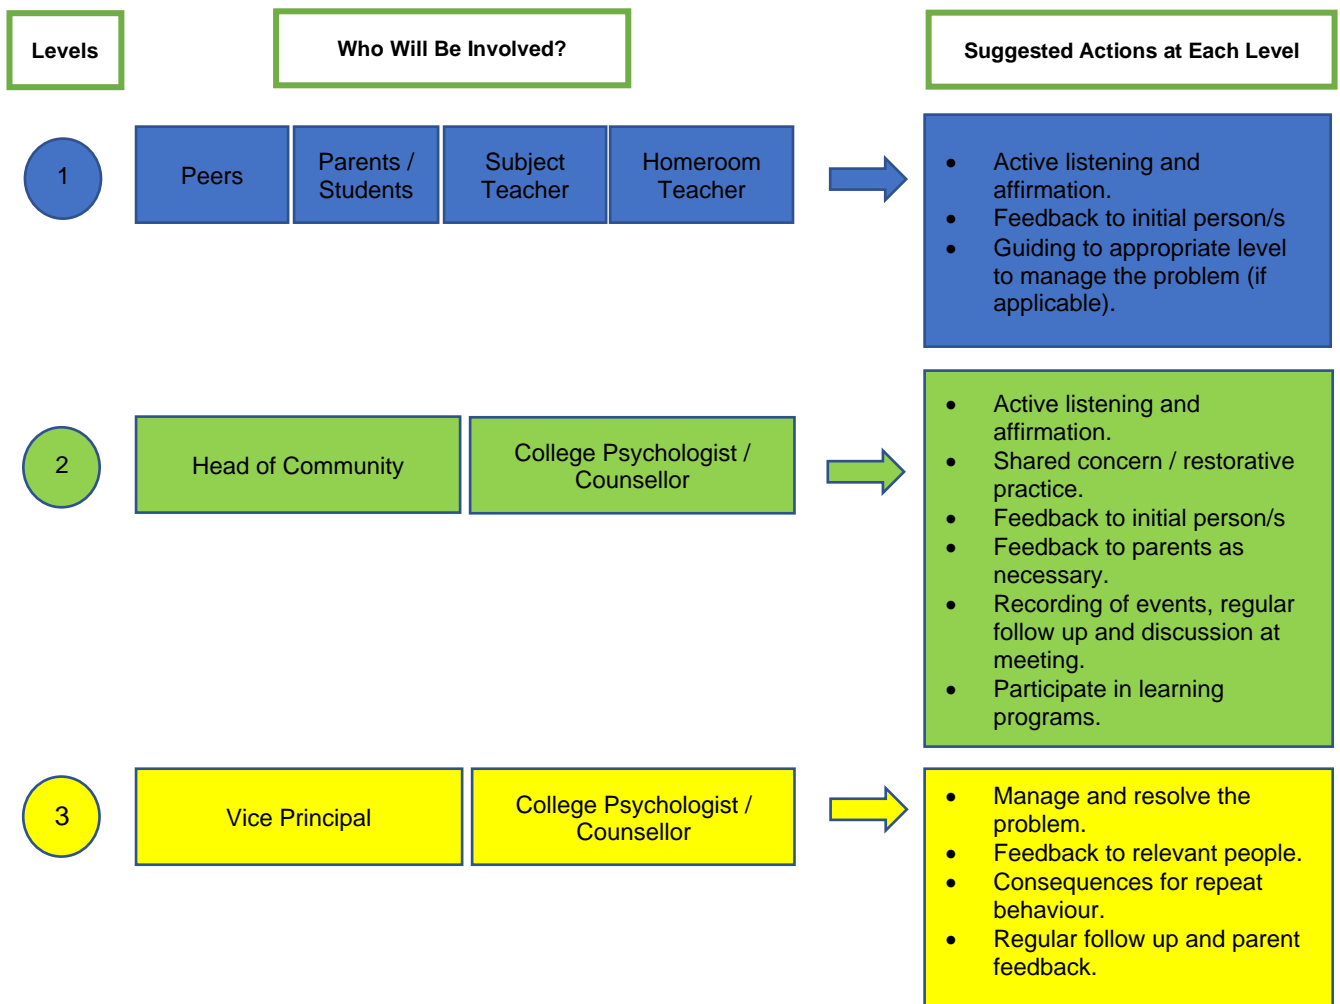 Levels
Who Will Be Involved?
Suggested Actions at Each Level
1
Peers
Parents /
Students
Subject
Teacher
Homeroom
Teacher
• Active listening and
affirmation.
• Feedback to initial person/s
• Guiding to appropriate level
to manage the problem (if
applicable).
2
Head of Community
College Psychologist /
Counsellor
• Active listening and
affirmation.
• Shared concern / restorative
practice.
• Feedback to initial person/s
• Feedback to parents as
necessary.
• Recording of events, regular
follow up and discussion at
meeting.
• Participate in learning
programs.
3
Vice Principal
College Psychologist /
Counsellor
• Manage and resolve the
problem.
• Feedback to relevant people.
• Consequences for repeat
behaviour.
• Regular follow up and parent
feedback.